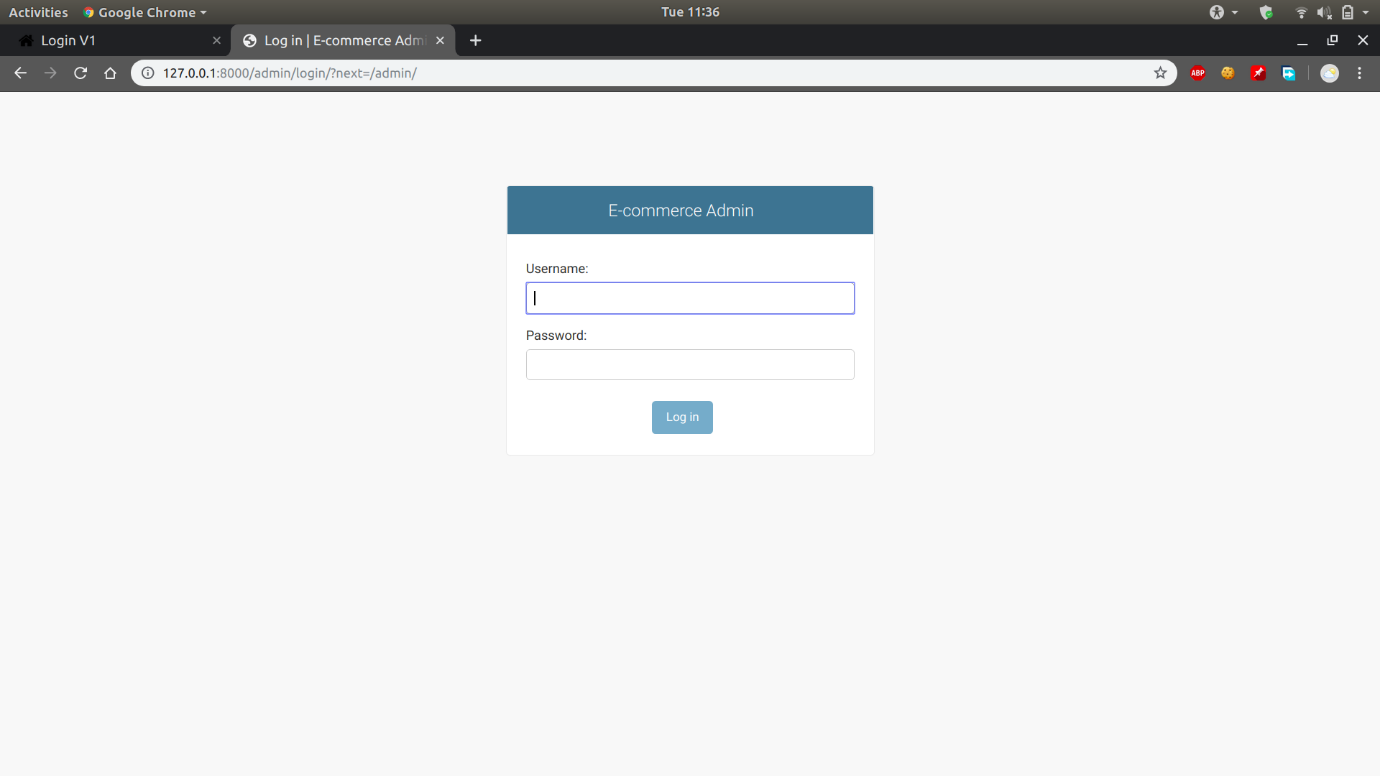 Activities Google Chrome Tue 11:36
Login V1 Log in | E-commerce Adm
127.0.0.1:8000/admin/login/?next=/admin/
ABP
E-commerce Admin
Username:
Password:
Log in